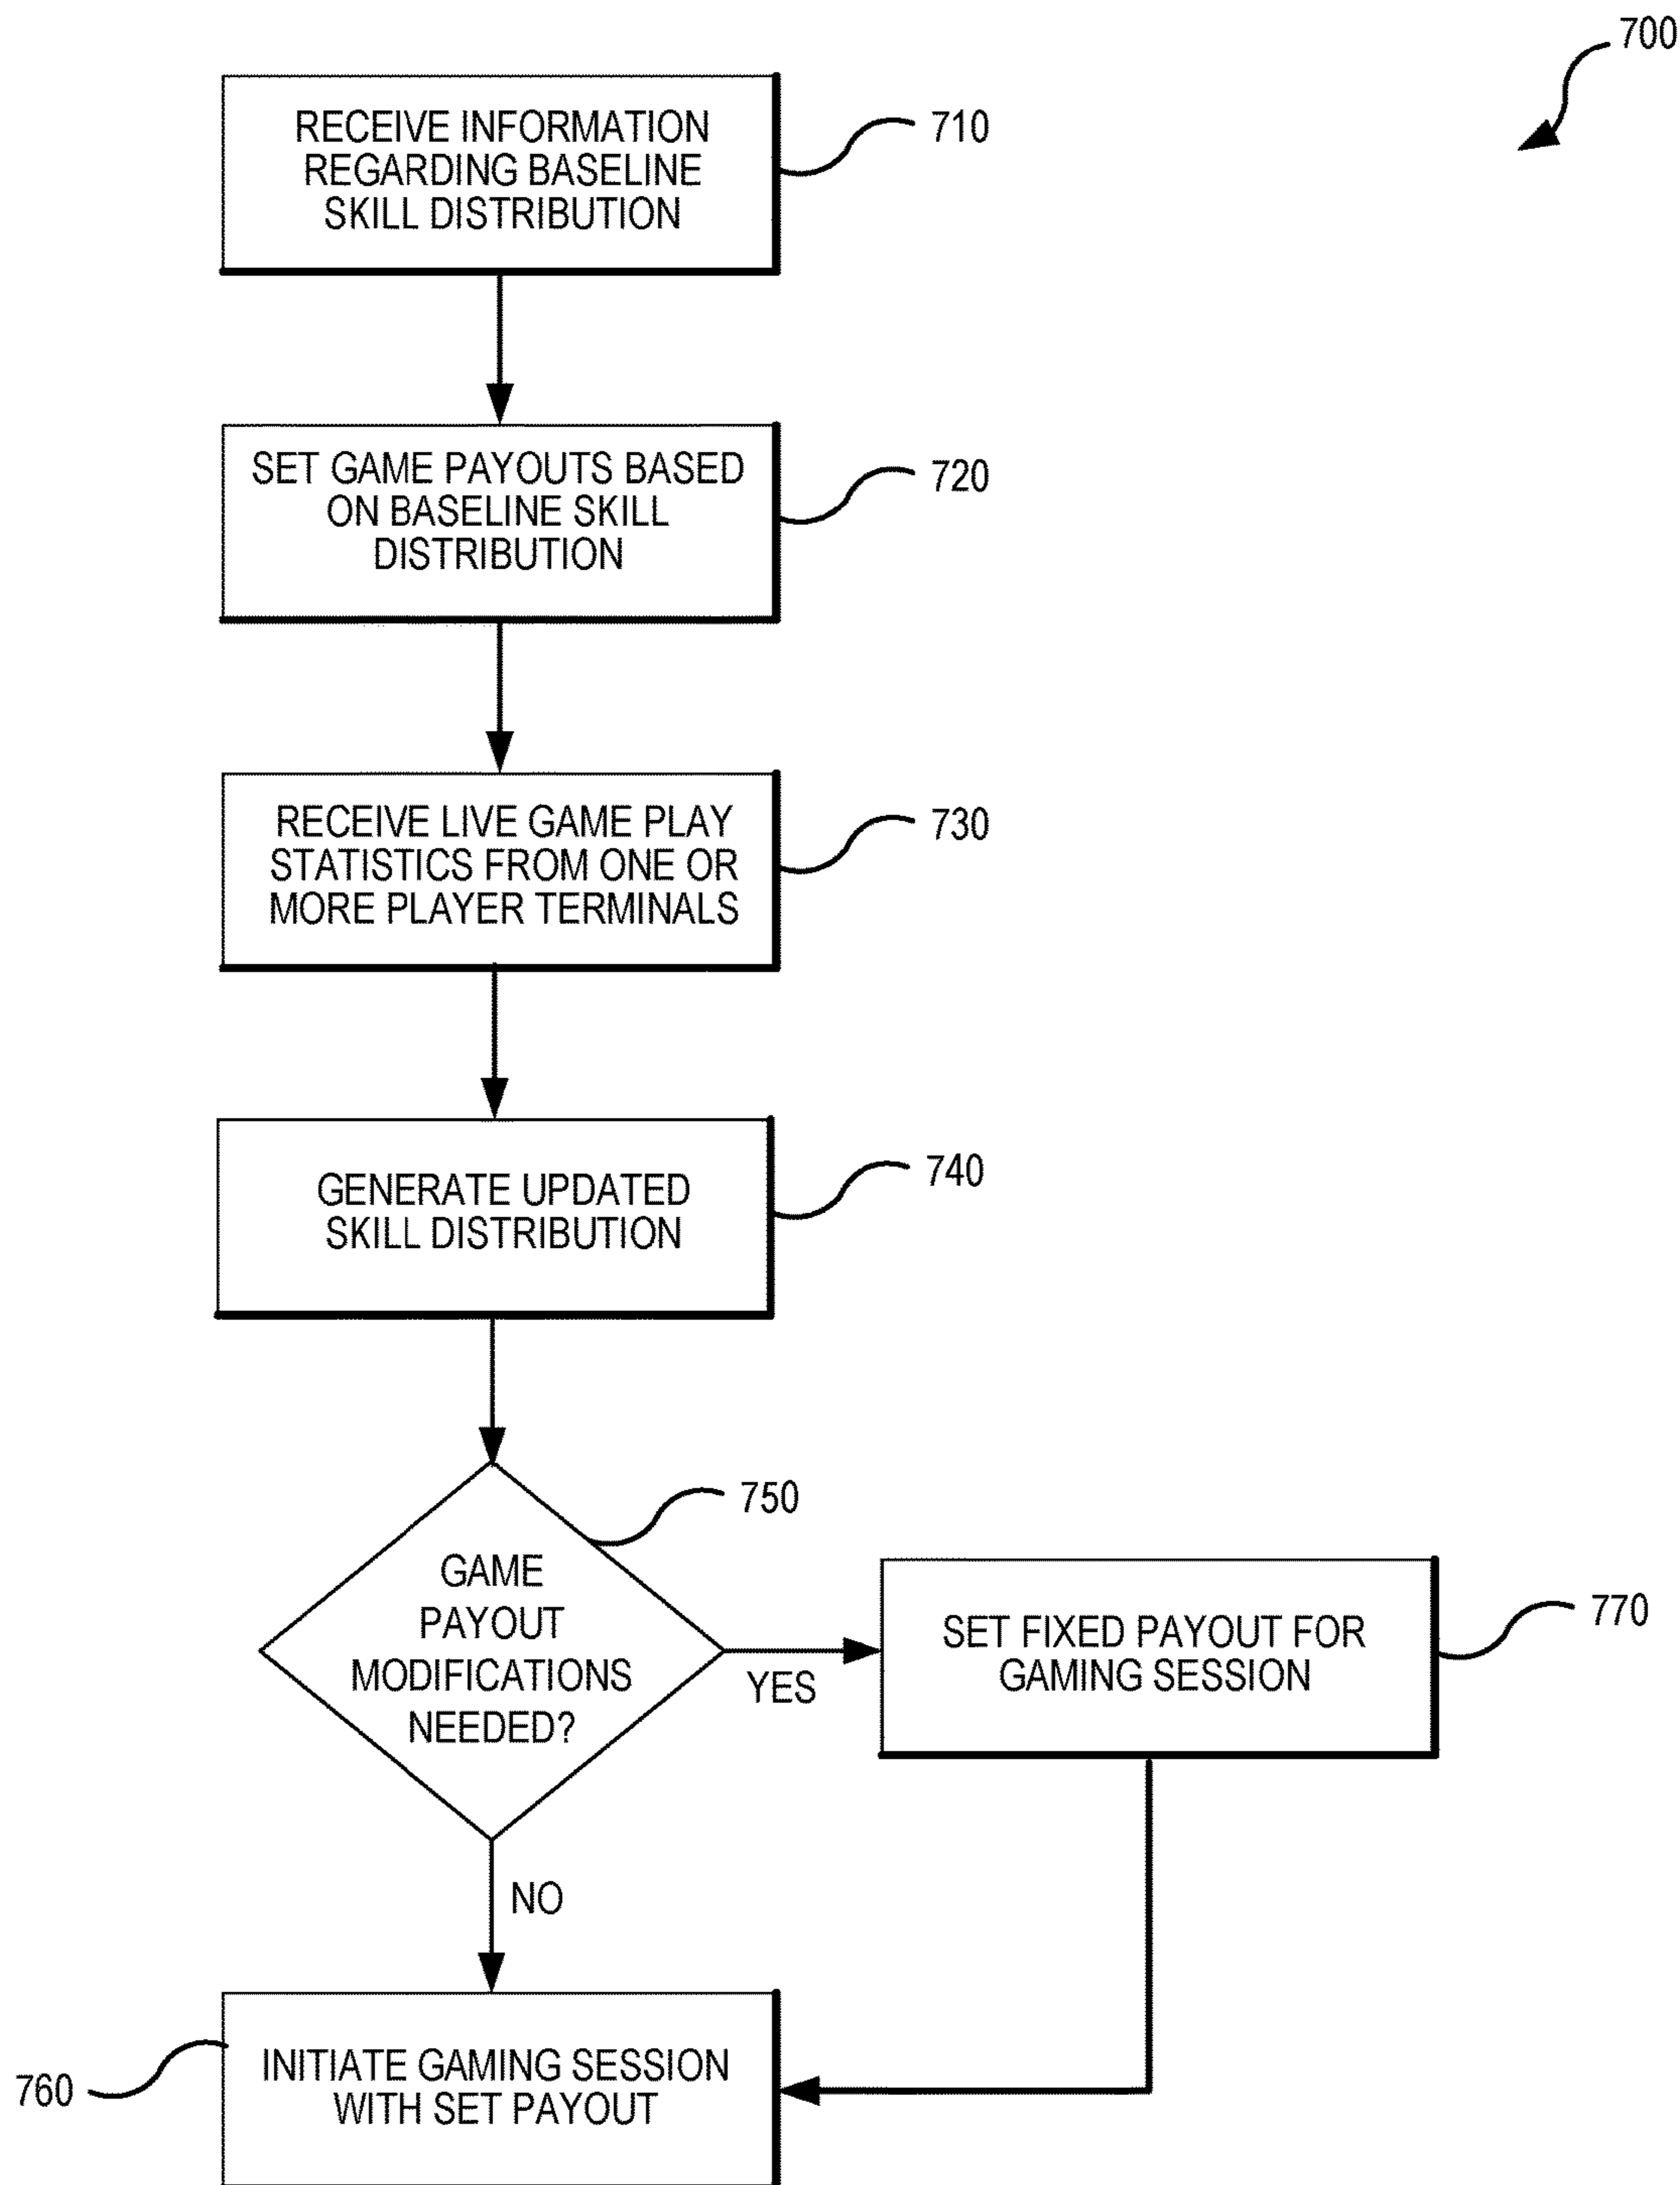 700
RECEIVE INFORMATION
REGARDING BASELINE
SKILL DISTRIBUTION
710
SET GAME PAYOUTS BASED
ON BASELINE SKILL
DISTRIBUTION
720
RECEIVE LIVE GAME PLAY
STATISTICS FROM ONE OR
MORE PLAYER TERMINALS
730
GENERATE UPDATED
SKILL DISTRIBUTION
740
750
GAME
PAYOUT
MODIFICATIONS
NEEDED?
YES
SET FIXED PAYOUT FOR
GAMING SESSION
770
NO
760
INITIATE GAMING SESSION
WITH SET PAYOUT